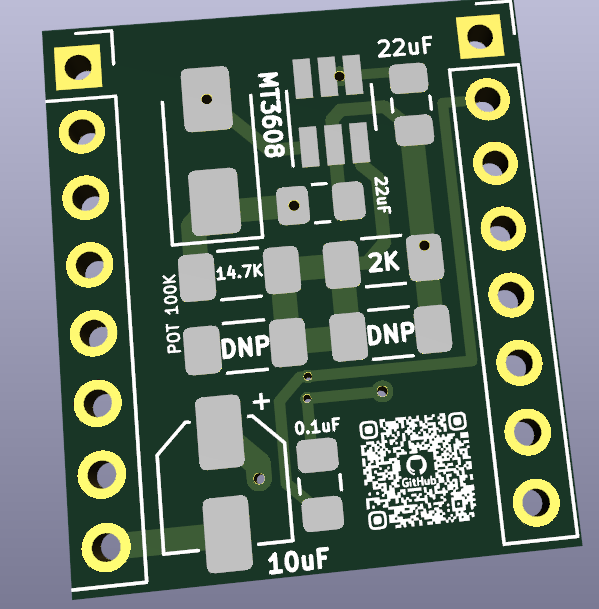 22uF
MT3608
22uF
14.7K
2K
POT 100K
DNP
DNP
+
0.1uF
GitHub
10uF